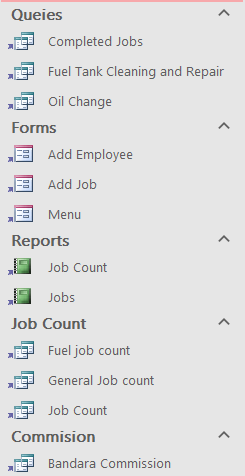 Queies
Completed Jobs
Fuel Tank Cleaning and Repair
Oil Change
Forms
Add Employee
Add Job
Menu
Reports
Job Count
Jobs
Job Count
Fuel job count
General Job count
Job Count
Commision
Bandara Commission